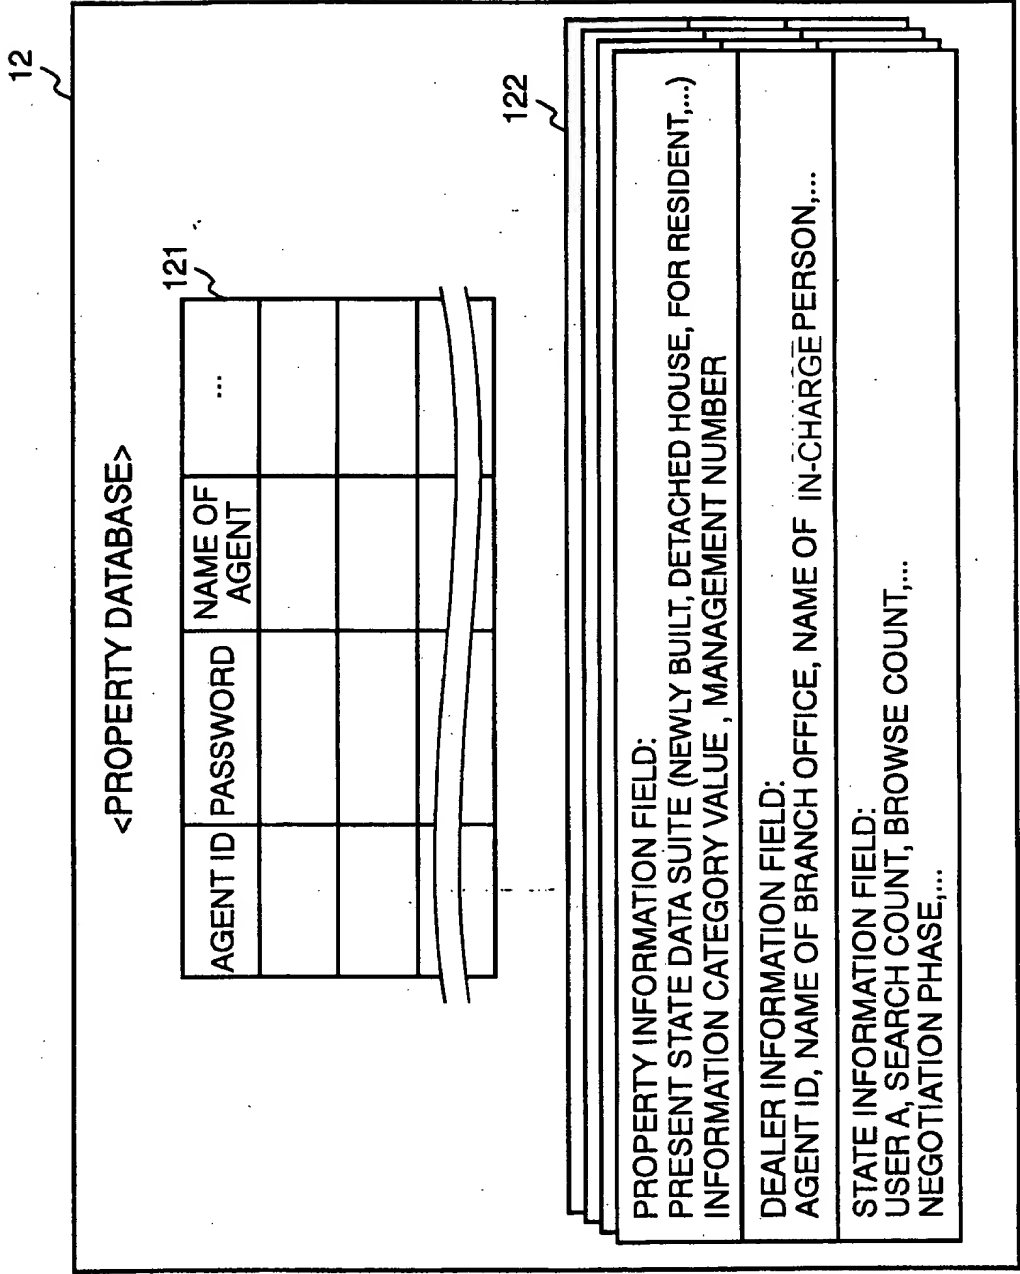 12
<PROPERTY DATABASE>
121
AGENT ID PASSWORD NAME OF AGENT ...
122
PROPERTY INFORMATION FIELD:
PRESENT STATE DATA SUITE (NEWLY BUILT, DETACHED HOUSE, FOR RESIDENT,...)
INFORMATION CATEGORY VALUE , MANAGEMENT NUMBER
DEALER INFORMATION FIELD:
AGENT ID, NAME OF BRANCH OFFICE, NAME OF IN-CHARGE PERSON,...
STATE INFORMATION FIELD:
USER A, SEARCH COUNT, BROWSE COUNT,...
NEGOTIATION PHASE,...